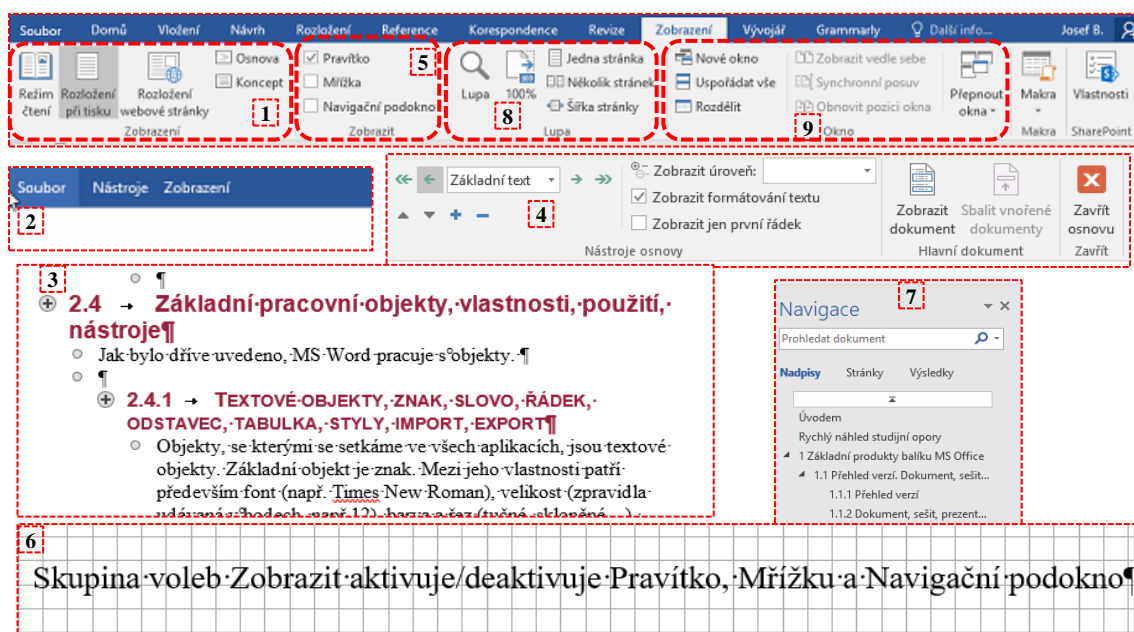 Soubor Domů Vložení Návrh Rozložení Reference Korespondence Revize Zobrazení Vývojář Grammarly Další info... Josef B.
Režim čtení
Rozložení při tisku
Rozložení webové stránky
Osnova
Koncept
1
Zobrazení
Pravítko
Mřížka
Navigační podokno
5
Zobrazit
Lupa
100%
Jedna stránka
Několik stránek
Šířka stránky
8
Lupa
Nové okno
Uspořádat vše
Rozdělit
Zobrazit vedle sebe
Synchronní posuv
Obnovit pozici okna
Přepnout okna
9
Okno
Makra
Makra
Vlastnosti
SharePoint
Soubor Nástroje Zobrazení
2
Základní text
4
Zobrazit úroveň:
Zobrazit formátování textu
Zobrazit jen první řádek
Nástroje osnovy
Zobrazit dokument
Sbalit vnořené dokumenty
Hlavní dokument
Zavřít osnovu
Zavřít
3
¶
2.4 → Základní·pracovní·objekty,·vlastnosti,·použití,·
nástroje¶
Jak·bylo·dříve·uvedeno,·MS·Word·pracuje·s°objekty.·¶
¶
2.4.1 → TEXTOVÉ·OBJEKTY,·ZNAK,·SLOVO,·ŘÁDEK,·
ODSTAVEC,·TABULKA,·STYLY,·IMPORT,·EXPORT¶
Objekty,·se·kterými·se·setkáme·ve·všech·aplikacích,·jsou·textové·
objekty.·Základní·objekt·je·znak.·Mezi·jeho·vlastnosti·patří·
především·font·(např.·Times·New·Roman),·velikost·(zpravidla·
udávaná·v°bodech,·např.12),·barva·a·řez·(tučné,·skloněné…).·
7
Navigace
Prohledat dokument
Nadpisy Stránky Výsledky
Úvodem
Rychlý náhled studijní opory
1 Základní produkty balíku MS Office
1.1 Přehled verzí. Dokument, sešit...
1.1.1 Přehled verzí
1.1.2 Dokument, sešit, prezent...
6
Skupina·voleb·Zobrazit·aktivuje/deaktivuje·Pravítko,·Mřížku·a·Navigační·podokno¶